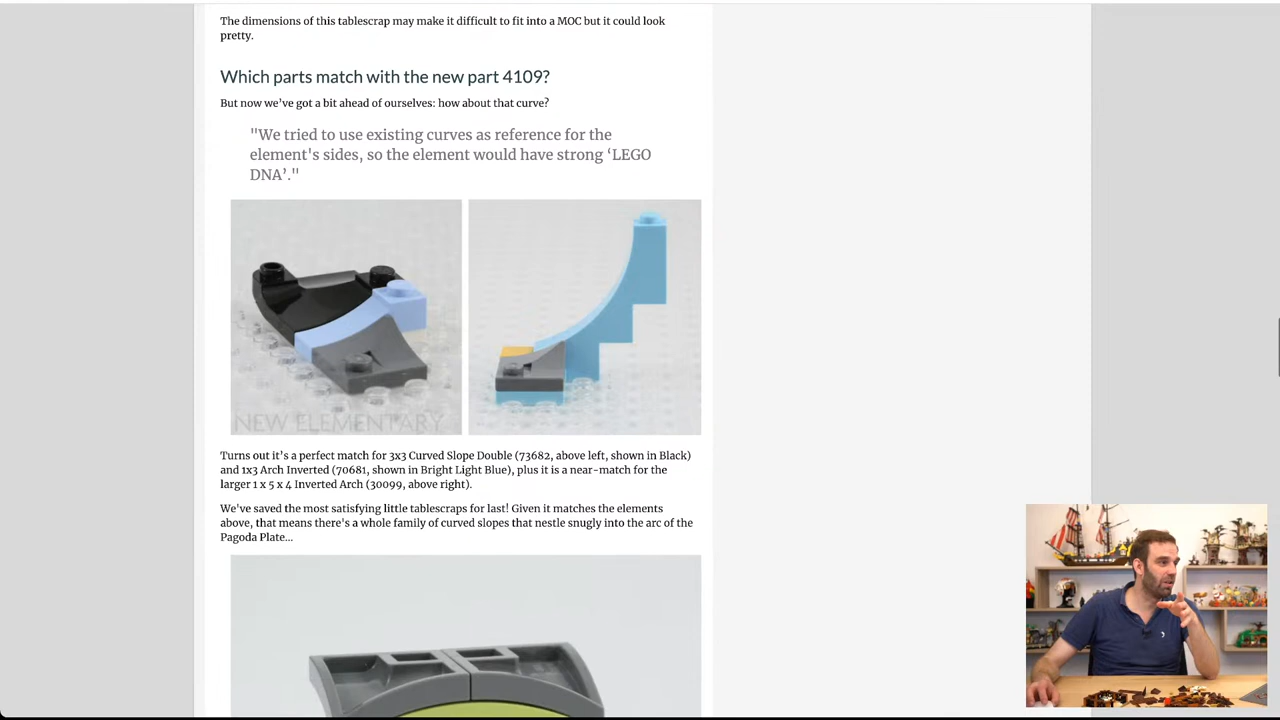 The dimensions of this tablescrap may make it difficult to fit into a MOC but it could look
pretty.
Which parts match with the new part 4109?
But now we've got a bit ahead of ourselves: how about that curve?
"We tried to use existing curves as reference for the
element's sides, so the element would have strong ‘LEGO
DNA’."
NEW ELEMENTARY
Turns out it's a perfect match for 3x3 Curved Slope Double (73682, above left, shown in Black)
and 1x3 Arch Inverted (70681, shown in Bright Light Blue), plus it is a near-match for the
larger 1 x 5 x 4 Inverted Arch (30099, above right).
We've saved the most satisfying little tablescraps for last! Given it matches the elements
above, that means there's a whole family of curved slopes that nestle snugly into the arc of the
Pagoda Plate...